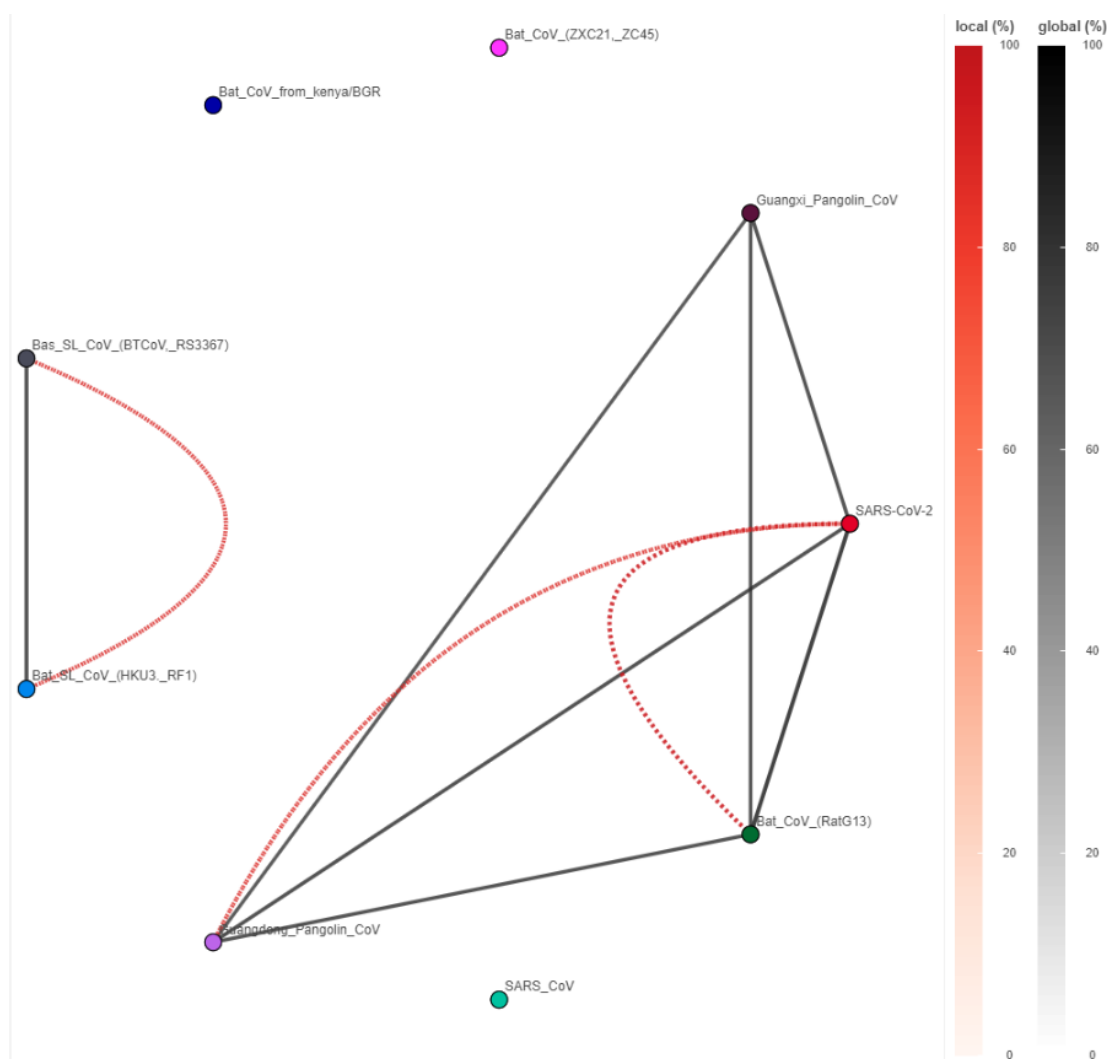 local (%) global (%)
Bat_CoV_(ZXC21,_ZC45)
100 100
Bat_CoV_from_kenya/BGR
Guangxi_Pangolin_CoV
80 80
Bas_SL_CoV_(BTCoV,_RS3367)
60 60
SARS-CoV-2
40 40
Bat_SL_CoV_(HKU3._RF1)
Bat_CoV_(RatG13)
20 20
Guangdong_Pangolin_CoV
SARS_CoV
0 0